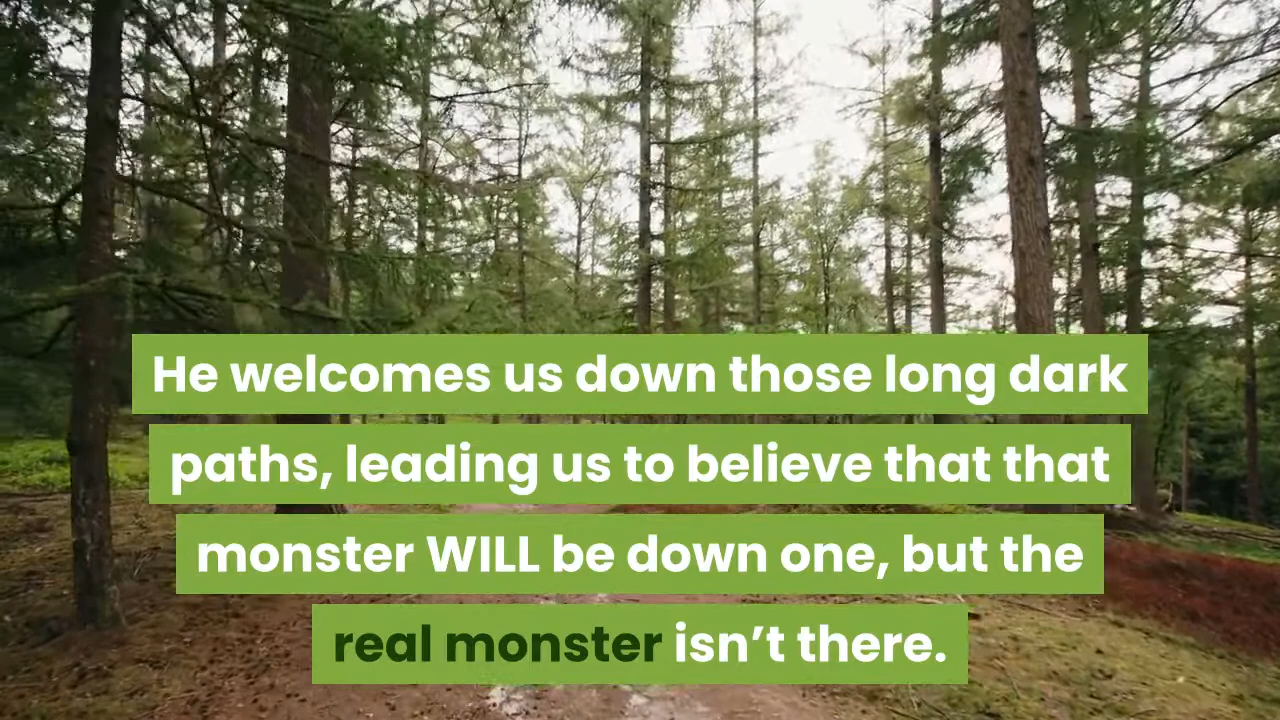 He welcomes us down those long dark
paths, leading us to believe that that
monster WILL be down one, but the
real monster isn’t there.